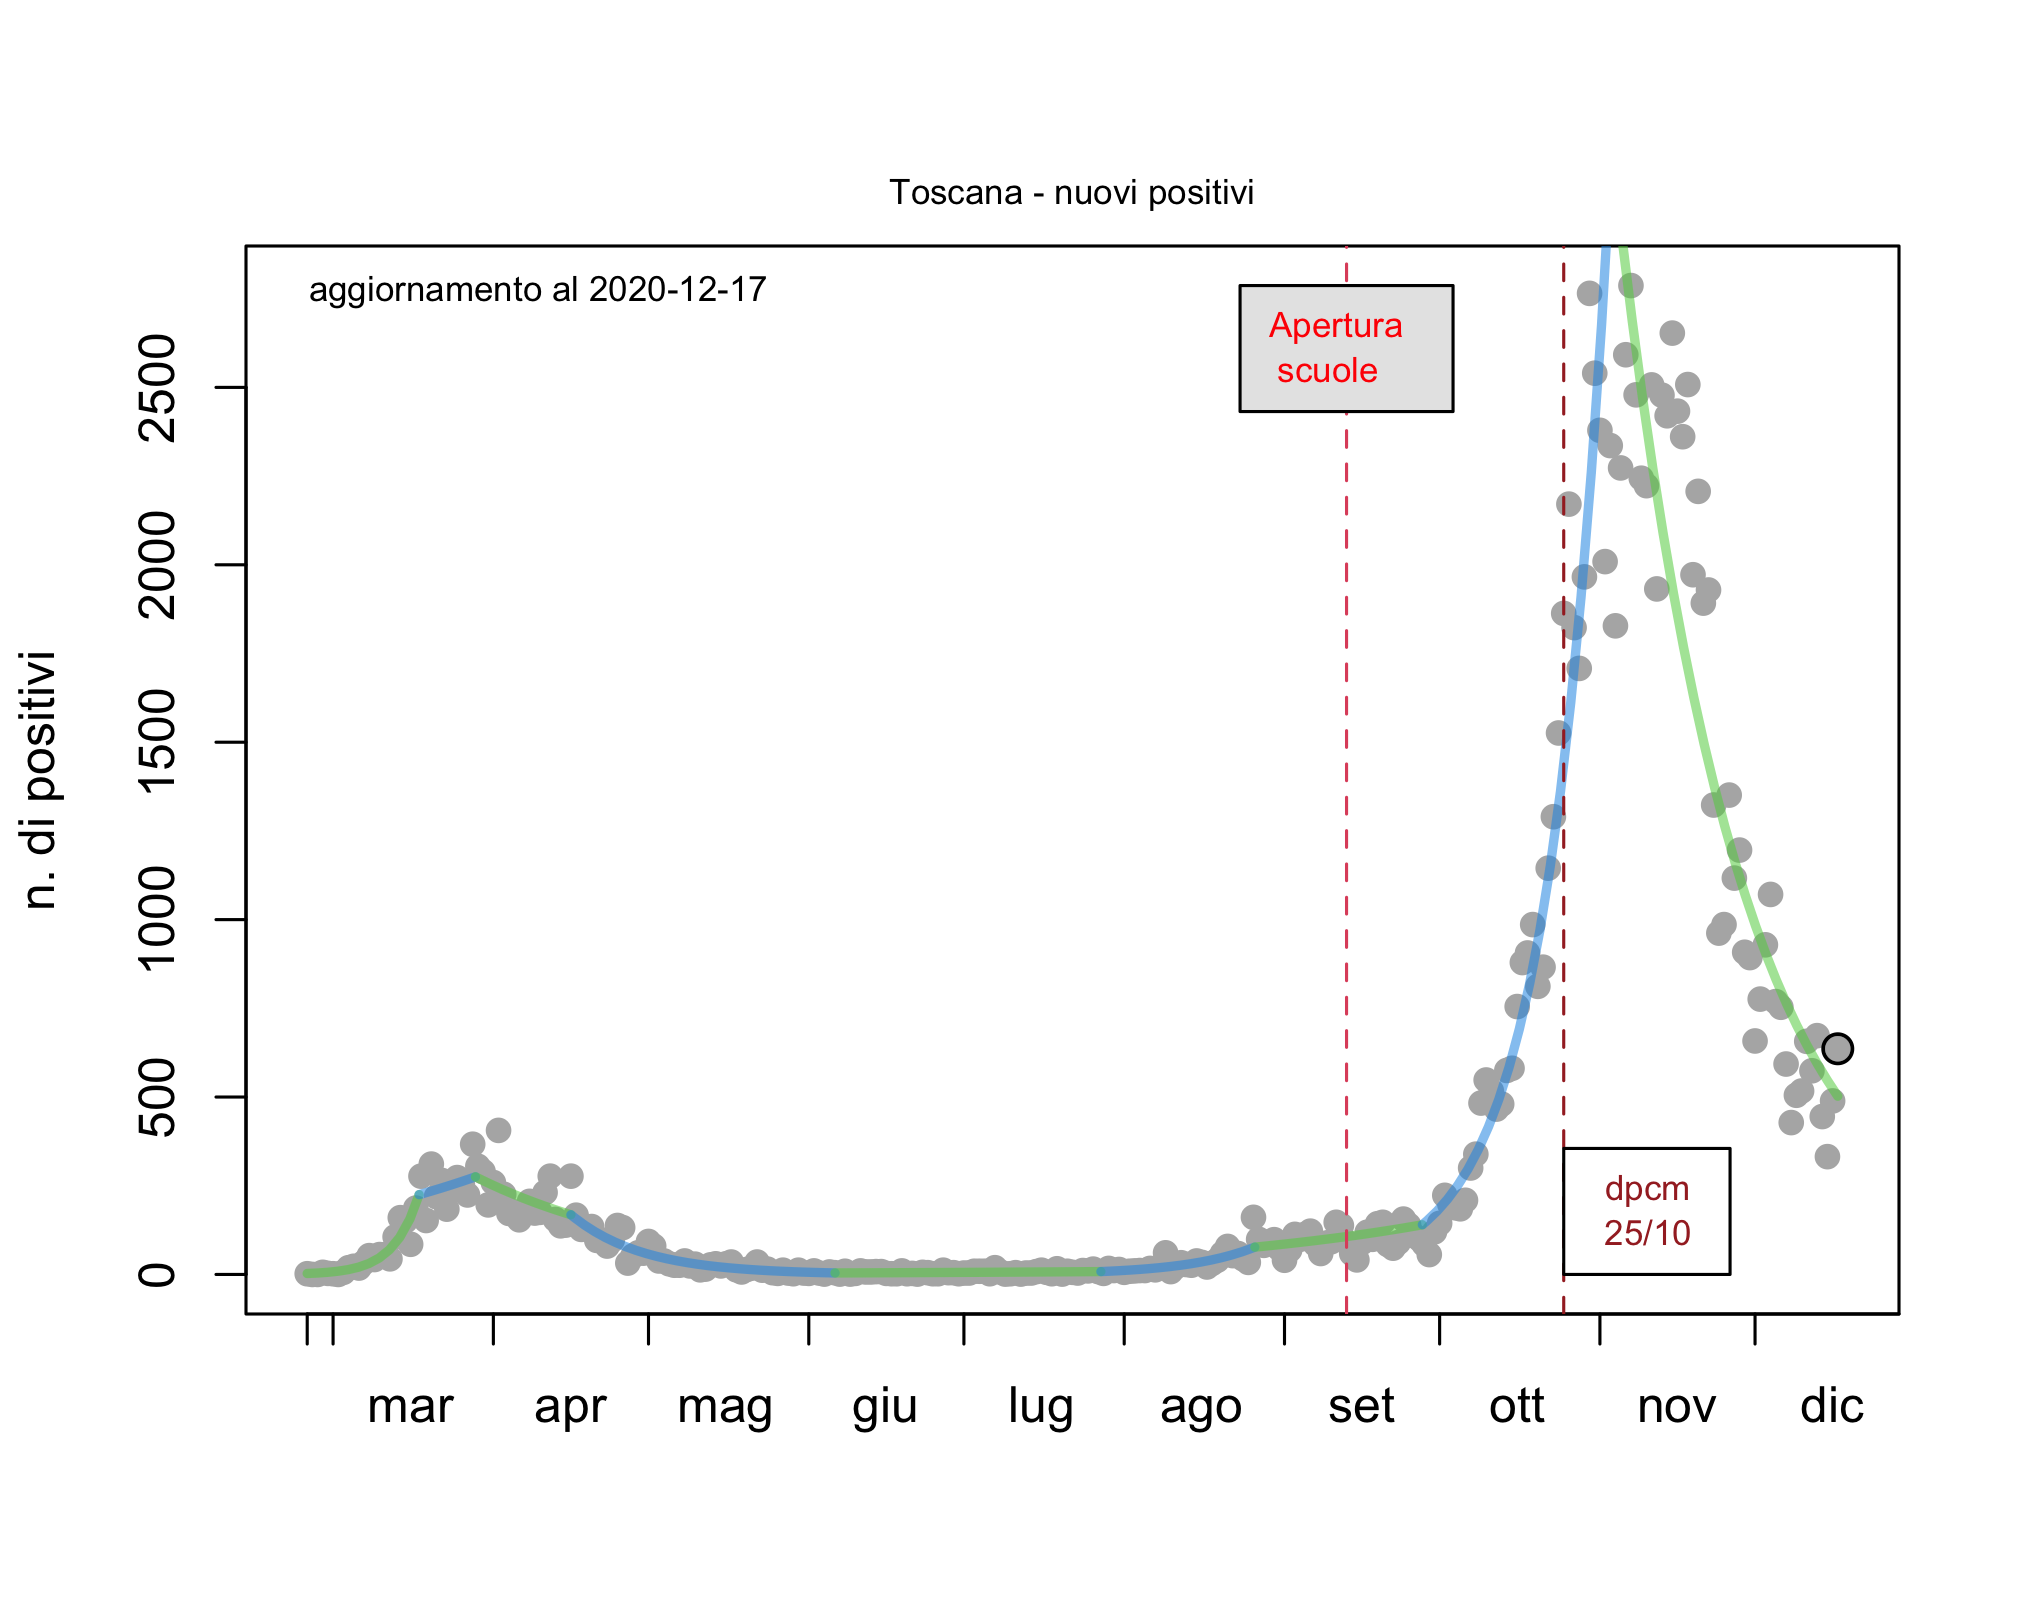 Toscana - nuovi positivi
aggiornamento al 2020-12-17
Apertura
scuole
dpcm
25/10
n. di positivi
2500
2000
1500
1000
500
0
mar apr mag giu lug ago set ott nov dic